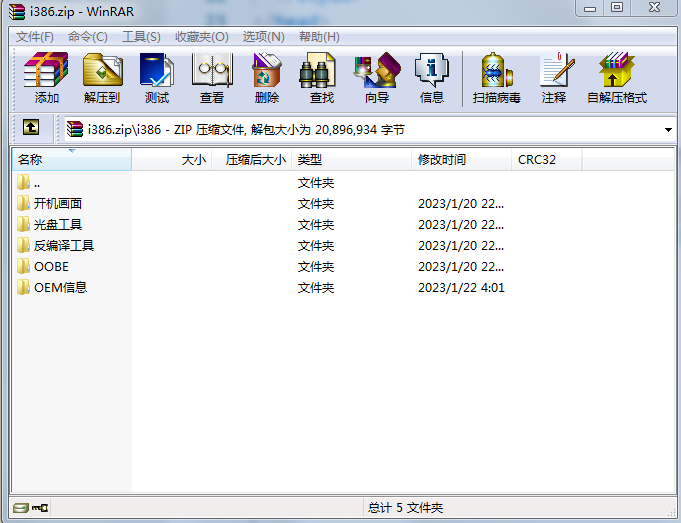 i386.zip - WinRAR
文件(F) 命令(C) 工具(S) 收藏夹(O) 选项(N) 帮助(H)
添加 解压到 测试 查看 删除 查找 向导 信息 扫描病毒 注释 自解压格式
i386.zip\i386 - ZIP 压缩文件, 解包大小为 20,896,934 字节
名称 大小 压缩后大小 类型 修改时间 CRC32
.. 文件夹
开机画面 文件夹 2023/1/20 22...
光盘工具 文件夹 2023/1/20 22...
反编译工具 文件夹 2023/1/20 22...
OOBE 文件夹 2023/1/20 22...
OEM信息 文件夹 2023/1/22 4:01
总计 5 文件夹